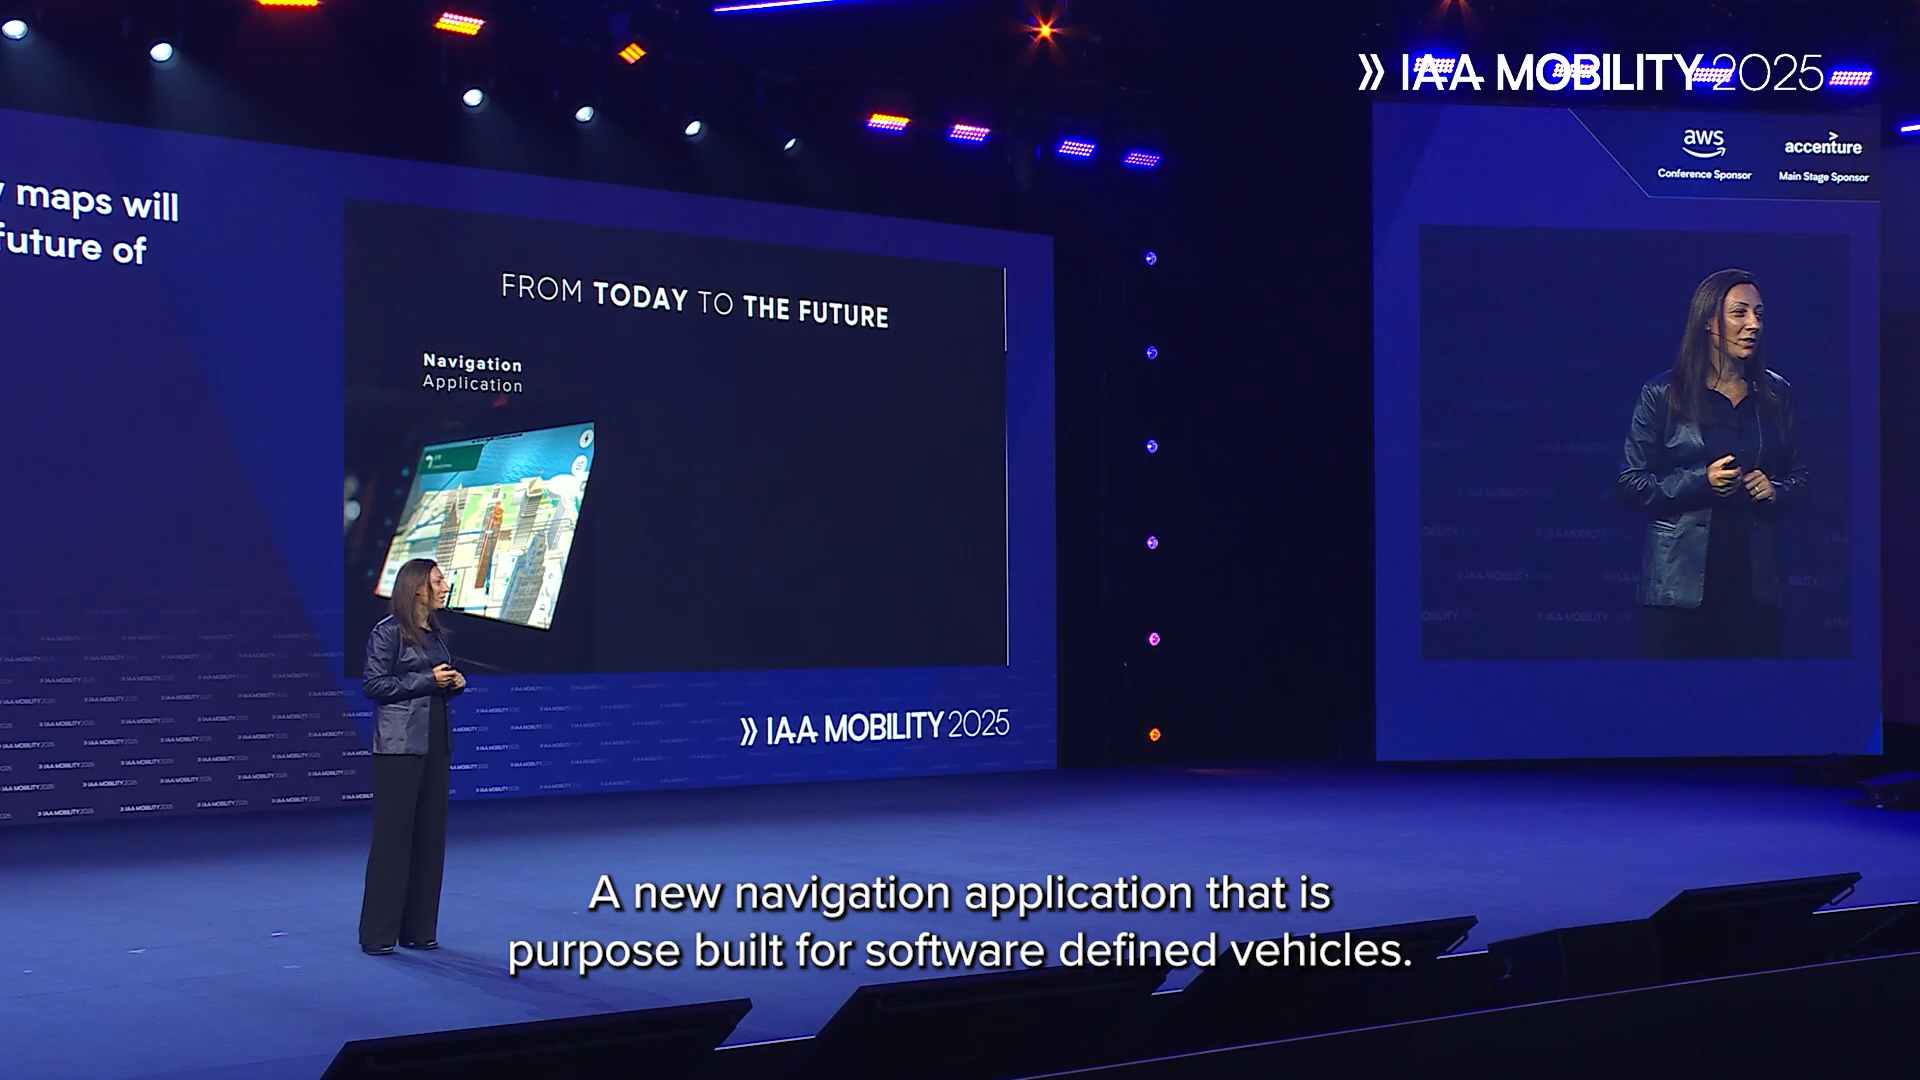 » IAA MOBILITY 2025
aws
Conference Sponsor
accenture
Main Stage Sponsor
maps will
future of
FROM TODAY TO THE FUTURE
Navigation
Application
» IAA MOBILITY 2025
A new navigation application that is
purpose built for software defined vehicles.